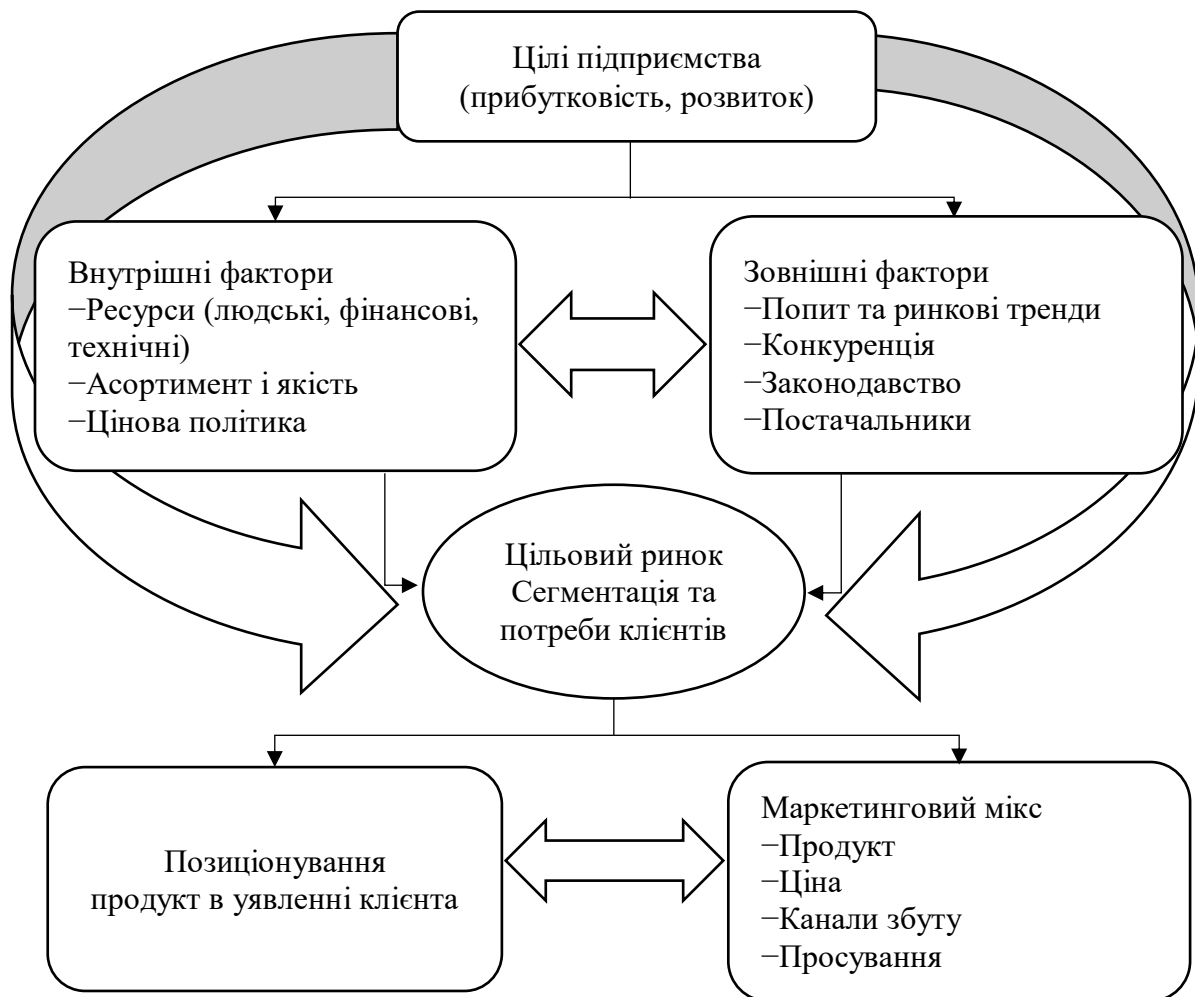 Цілі підприємства
(прибутковість, розвиток)
Внутрішні фактори
−Ресурси (людські, фінансові,
технічні)
−Асортимент і якість
−Цінова політика
Зовнішні фактори
−Попит та ринкові тренди
−Конкуренція
−Законодавство
−Постачальники
Цільовий ринок
Сегментація та
потреби клієнтів
Позиціонування
продукт в уявленні клієнта
Маркетинговий мікс
−Продукт
−Ціна
−Канали збуту
−Просування